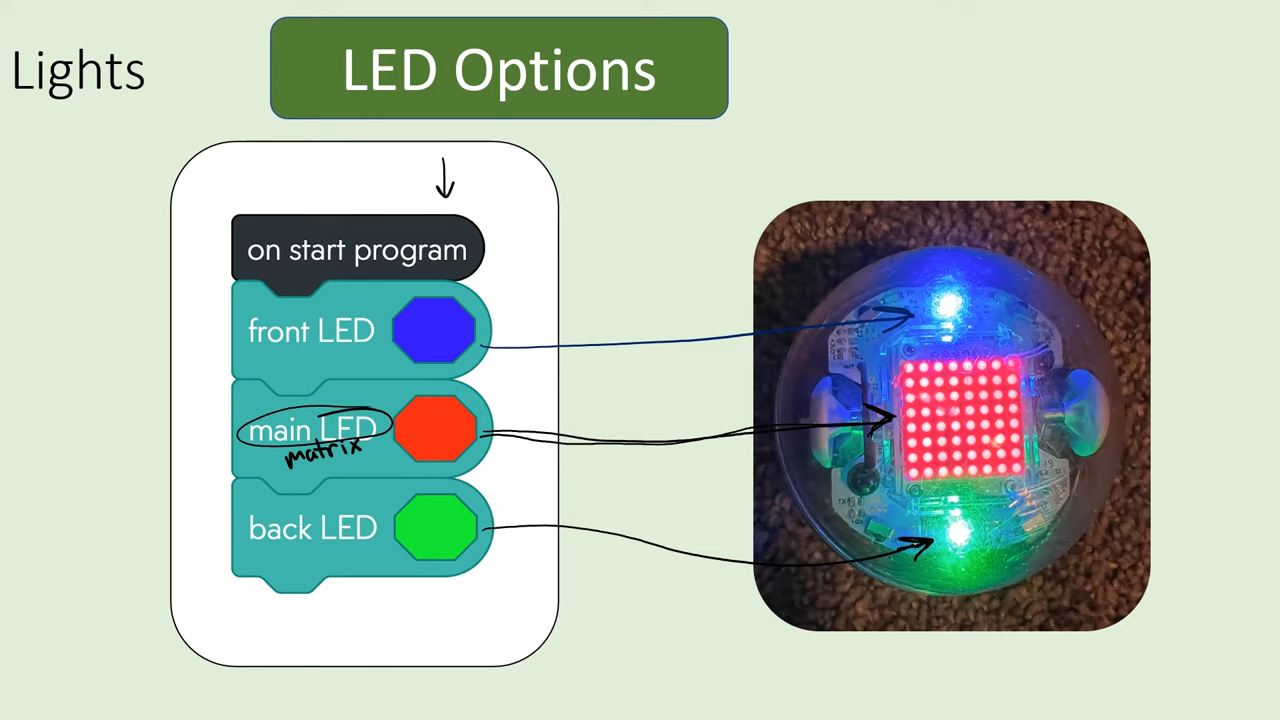 Lights
LED Options
on start program
front LED
main LED
matrix
back LED